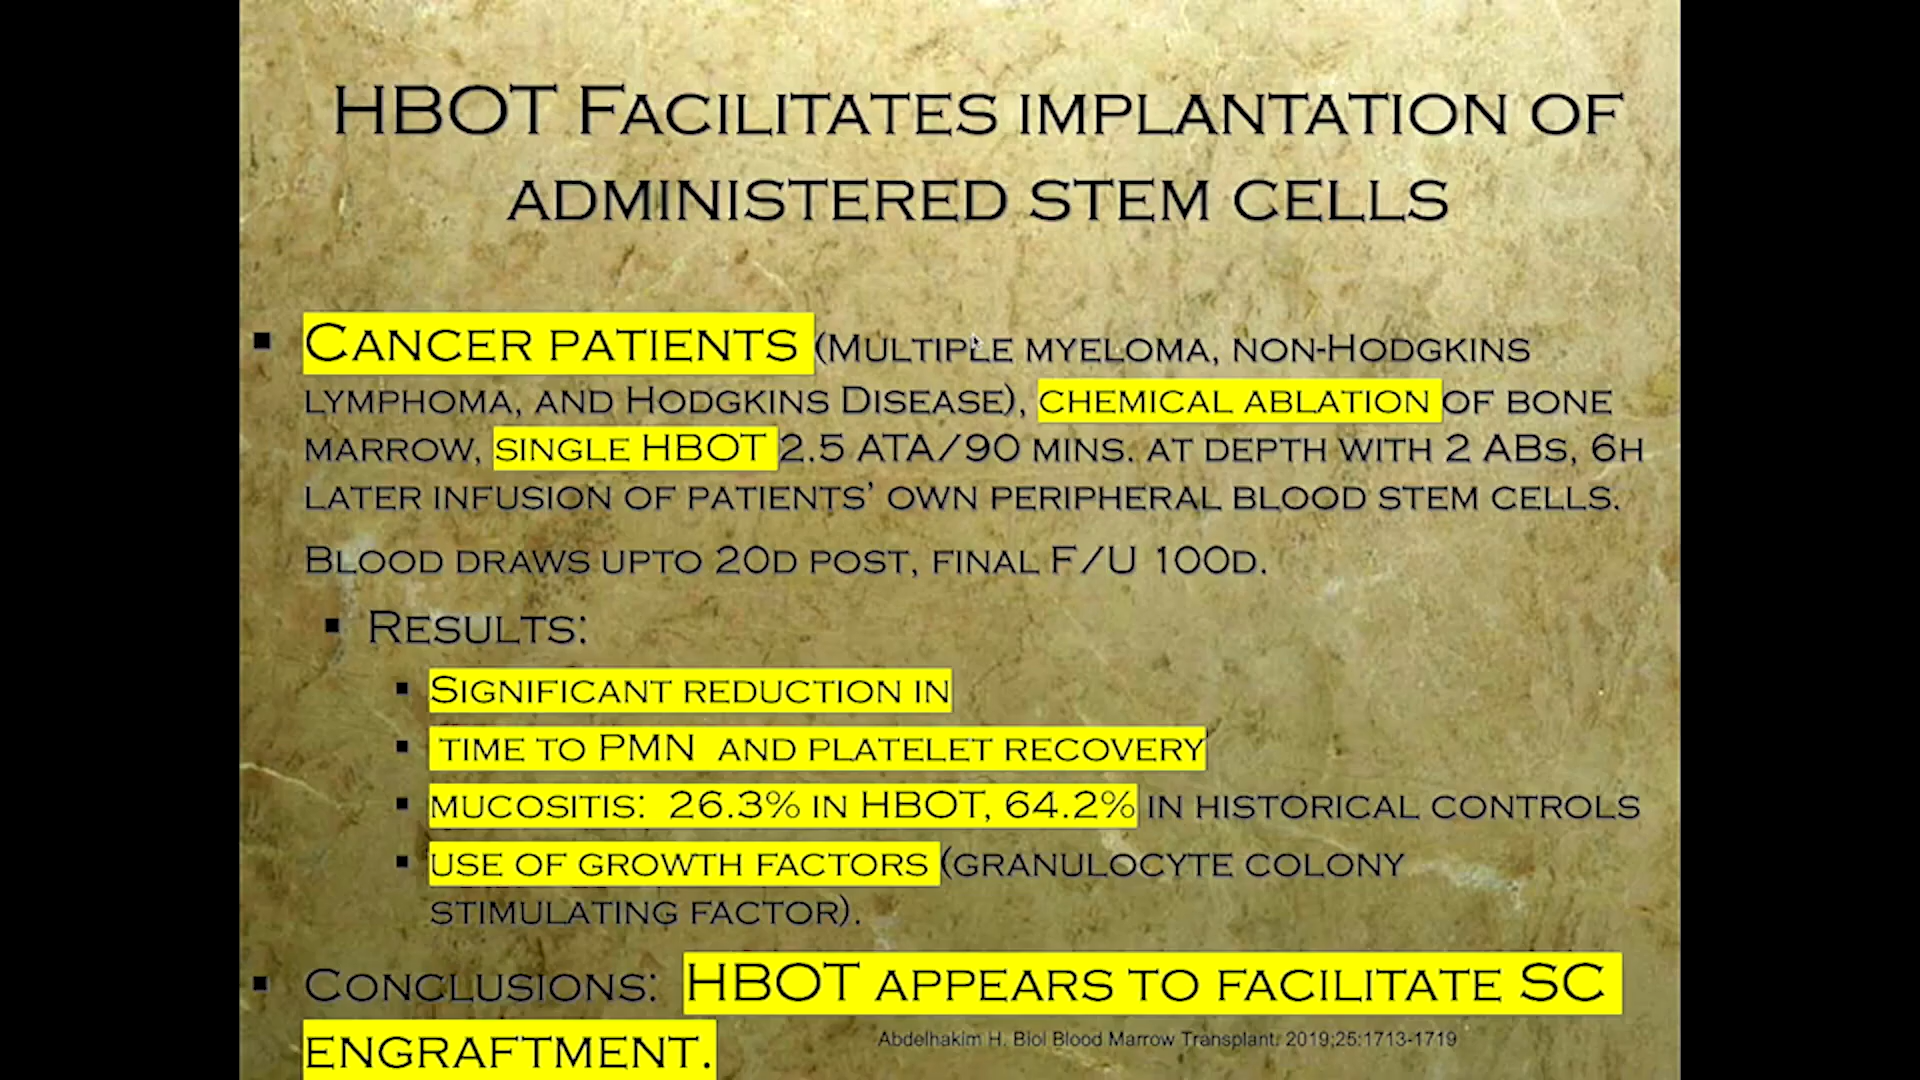 HBOT Facilitates implantation of
administered stem cells
▪ Cancer patients (Multiple myeloma, non-Hodgkins
lymphoma, and Hodgkins Disease), chemical ablation of bone
marrow, single HBOT 2.5 ATA/90 mins. at depth with 2 ABs, 6h
later infusion of patients’ own peripheral blood stem cells.
Blood draws upto 20d post, final F/U 100d.
▪ Results:
▪ Significant reduction in
▪ time to PMN and platelet recovery
▪ mucositis: 26.3% in HBOT, 64.2% in historical controls
▪ use of growth factors (granulocyte colony
stimulating factor).
▪ Conclusions: HBOT appears to facilitate SC
engraftment.
Abdelhakim H. Biol Blood Marrow Transplant. 2019;25:1713-1719